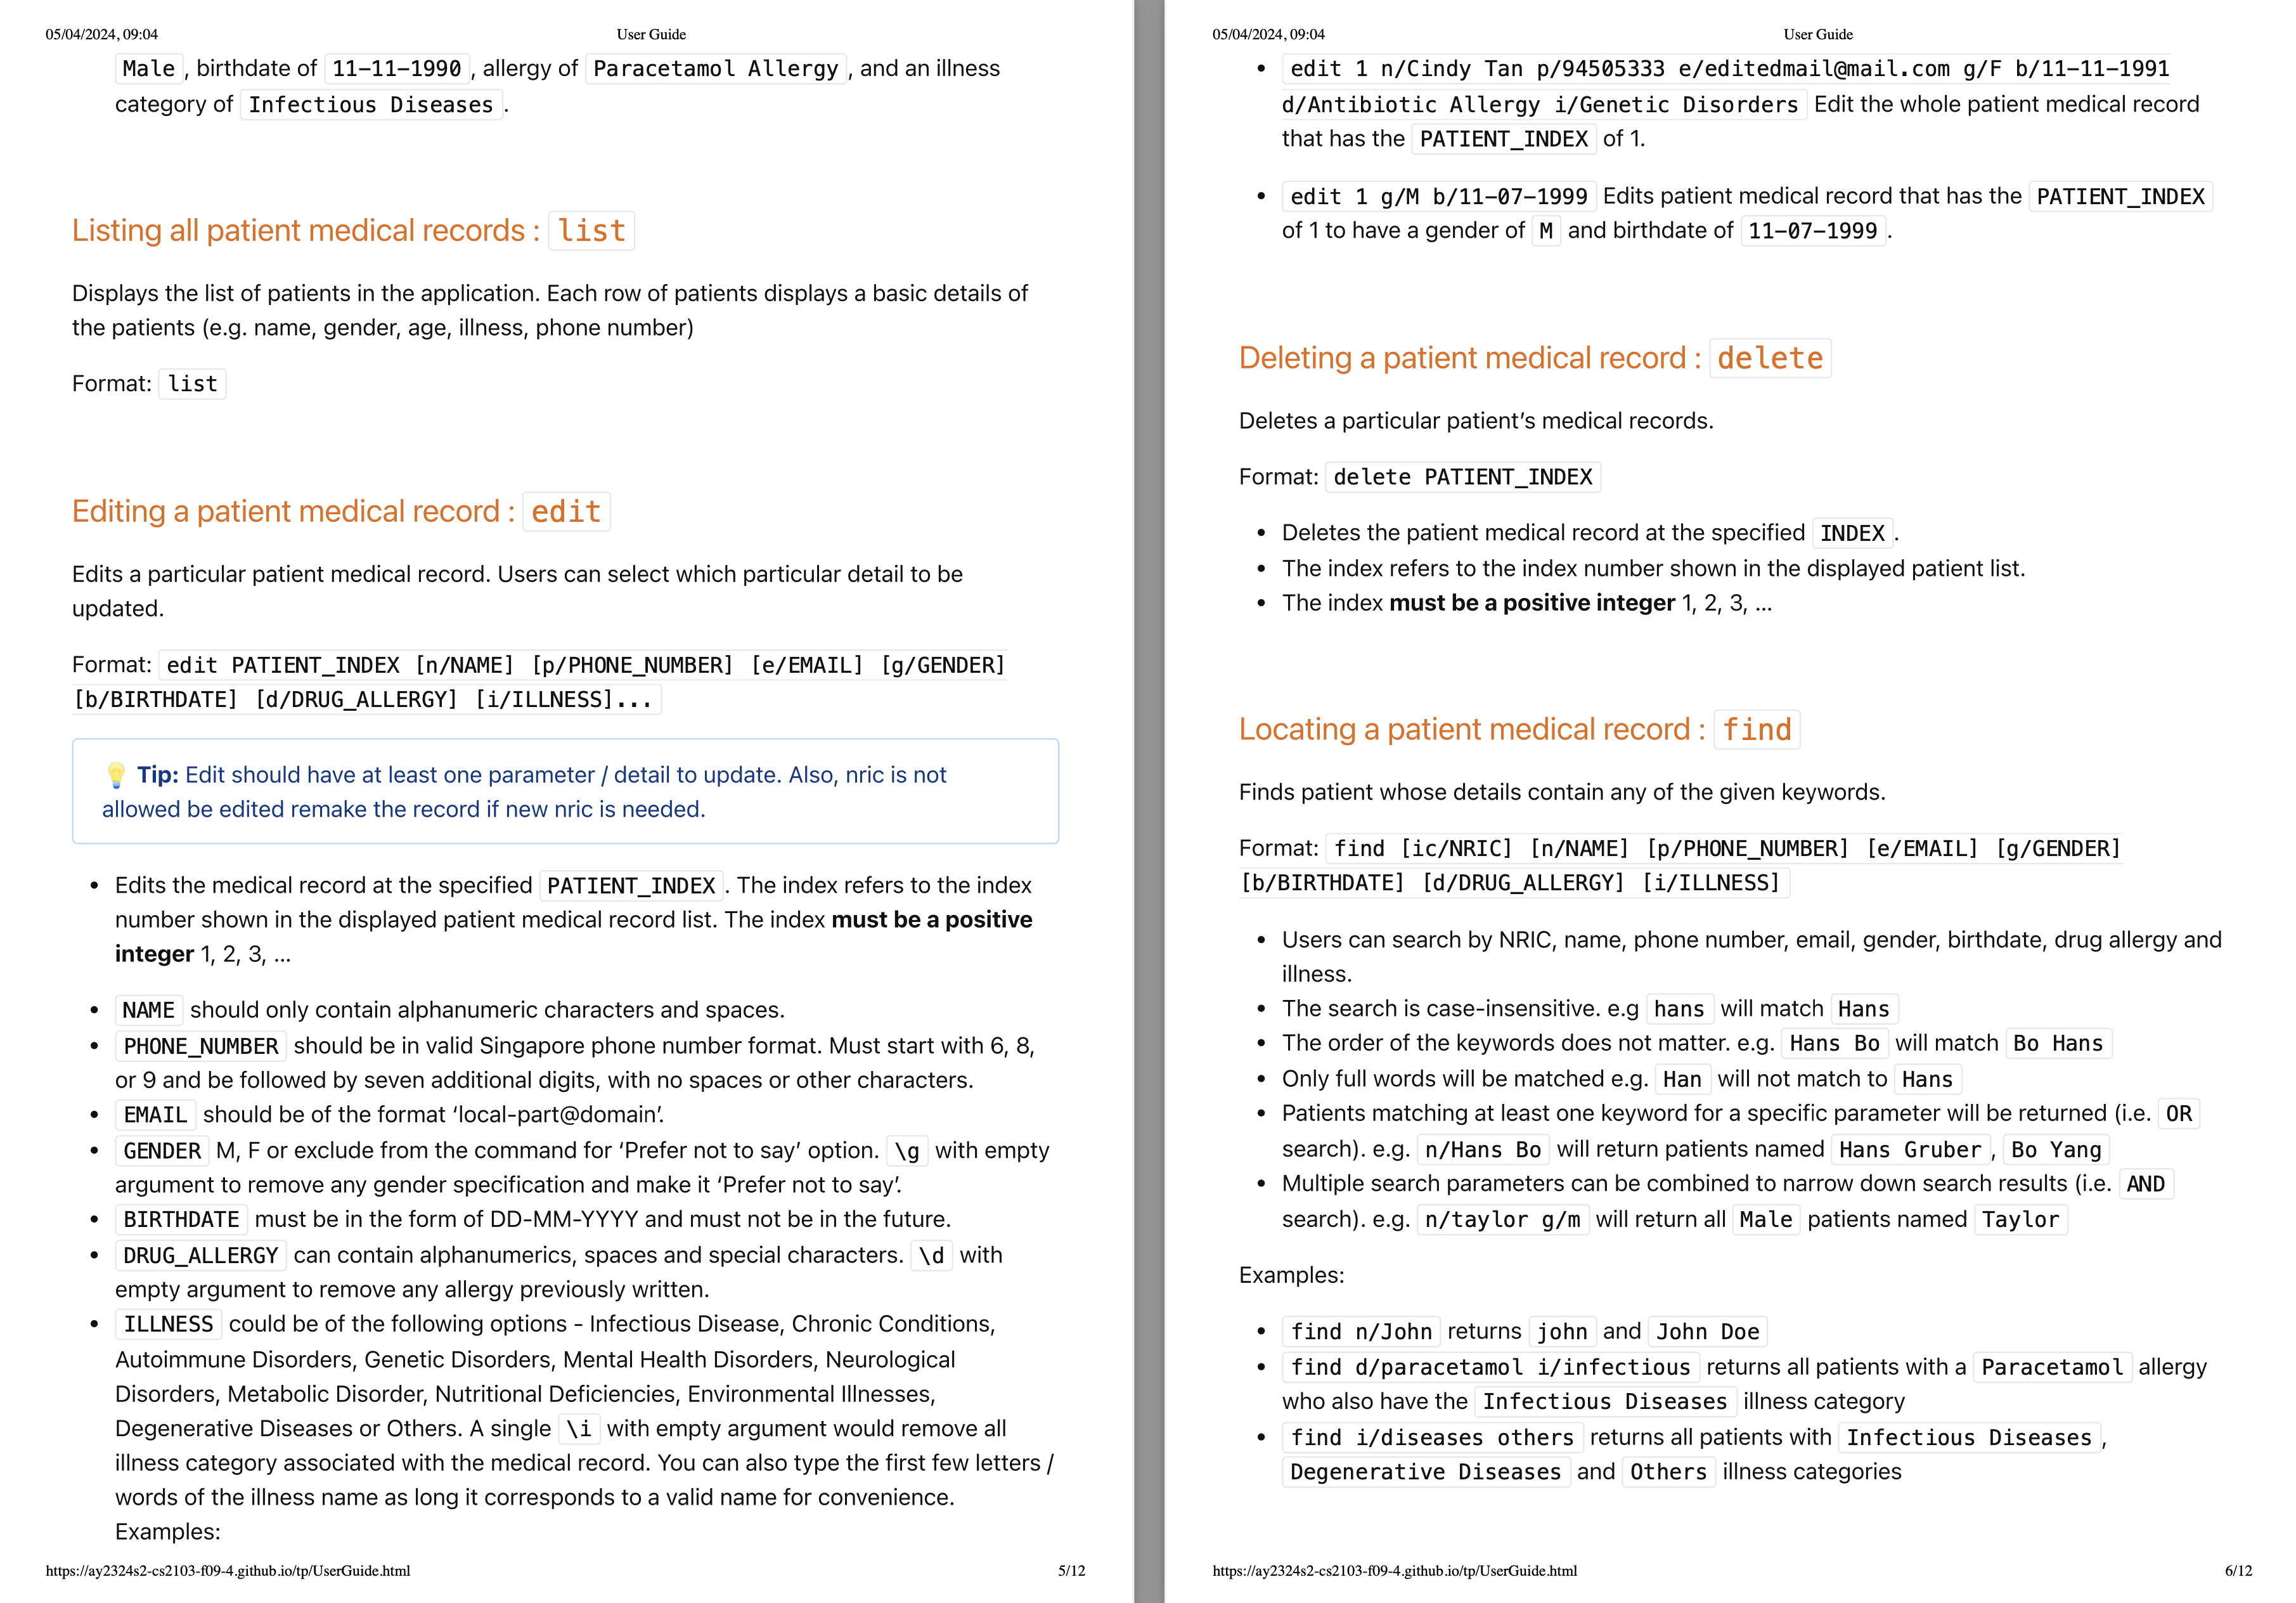 05/04/2024, 09:04
User Guide
Male , birthdate of 11-11-1990 , allergy of Paracetamol Allergy , and an illness
category of Infectious Diseases .
Listing all patient medical records : list
Displays the list of patients in the application. Each row of patients displays a basic details of
the patients (e.g. name, gender, age, illness, phone number)
Format: list
Editing a patient medical record : edit
Edits a particular patient medical record. Users can select which particular detail to be
updated.
Format: edit PATIENT_INDEX [n/NAME] [p/PHONE_NUMBER] [e/EMAIL] [g/GENDER]
[b/BIRTHDATE] [d/DRUG_ALLERGY] [i/ILLNESS]...
💡 Tip: Edit should have at least one parameter / detail to update. Also, nric is not
allowed be edited remake the record if new nric is needed.
• Edits the medical record at the specified PATIENT_INDEX . The index refers to the index
number shown in the displayed patient medical record list. The index must be a positive
integer 1, 2, 3, …
• NAME should only contain alphanumeric characters and spaces.
• PHONE_NUMBER should be in valid Singapore phone number format. Must start with 6, 8,
or 9 and be followed by seven additional digits, with no spaces or other characters.
• EMAIL should be of the format ‘local-part@domain’.
• GENDER M, F or exclude from the command for ‘Prefer not to say’ option. \g with empty
argument to remove any gender specification and make it ‘Prefer not to say’.
• BIRTHDATE must be in the form of DD-MM-YYYY and must not be in the future.
• DRUG_ALLERGY can contain alphanumerics, spaces and special characters. \d with
empty argument to remove any allergy previously written.
• ILLNESS could be of the following options - Infectious Disease, Chronic Conditions,
Autoimmune Disorders, Genetic Disorders, Mental Health Disorders, Neurological
Disorders, Metabolic Disorder, Nutritional Deficiencies, Environmental Illnesses,
Degenerative Diseases or Others. A single \i with empty argument would remove all
illness category associated with the medical record. You can also type the first few letters /
words of the illness name as long it corresponds to a valid name for convenience.
Examples:
https://ay2324s2-cs2103-f09-4.github.io/tp/UserGuide.html
5/12
05/04/2024, 09:04
User Guide
• edit 1 n/Cindy Tan p/94505333 e/editedmail@mail.com g/F b/11-11-1991
d/Antibiotic Allergy i/Genetic Disorders Edit the whole patient medical record
that has the PATIENT_INDEX of 1.
• edit 1 g/M b/11-07-1999 Edits patient medical record that has the PATIENT_INDEX
of 1 to have a gender of M and birthdate of 11-07-1999 .
Deleting a patient medical record : delete
Deletes a particular patient’s medical records.
Format: delete PATIENT_INDEX
• Deletes the patient medical record at the specified INDEX .
• The index refers to the index number shown in the displayed patient list.
• The index must be a positive integer 1, 2, 3, …
Locating a patient medical record : find
Finds patient whose details contain any of the given keywords.
Format: find [ic/NRIC] [n/NAME] [p/PHONE_NUMBER] [e/EMAIL] [g/GENDER]
[b/BIRTHDATE] [d/DRUG_ALLERGY] [i/ILLNESS]
• Users can search by NRIC, name, phone number, email, gender, birthdate, drug allergy and
illness.
• The search is case-insensitive. e.g hans will match Hans
• The order of the keywords does not matter. e.g. Hans Bo will match Bo Hans
• Only full words will be matched e.g. Han will not match to Hans
• Patients matching at least one keyword for a specific parameter will be returned (i.e. OR
search). e.g. n/Hans Bo will return patients named Hans Gruber , Bo Yang
• Multiple search parameters can be combined to narrow down search results (i.e. AND
search). e.g. n/taylor g/m will return all Male patients named Taylor
Examples:
• find n/John returns john and John Doe
• find d/paracetamol i/infectious returns all patients with a Paracetamol allergy
who also have the Infectious Diseases illness category
• find i/diseases others returns all patients with Infectious Diseases ,
Degenerative Diseases and Others illness categories
https://ay2324s2-cs2103-f09-4.github.io/tp/UserGuide.html
6/12